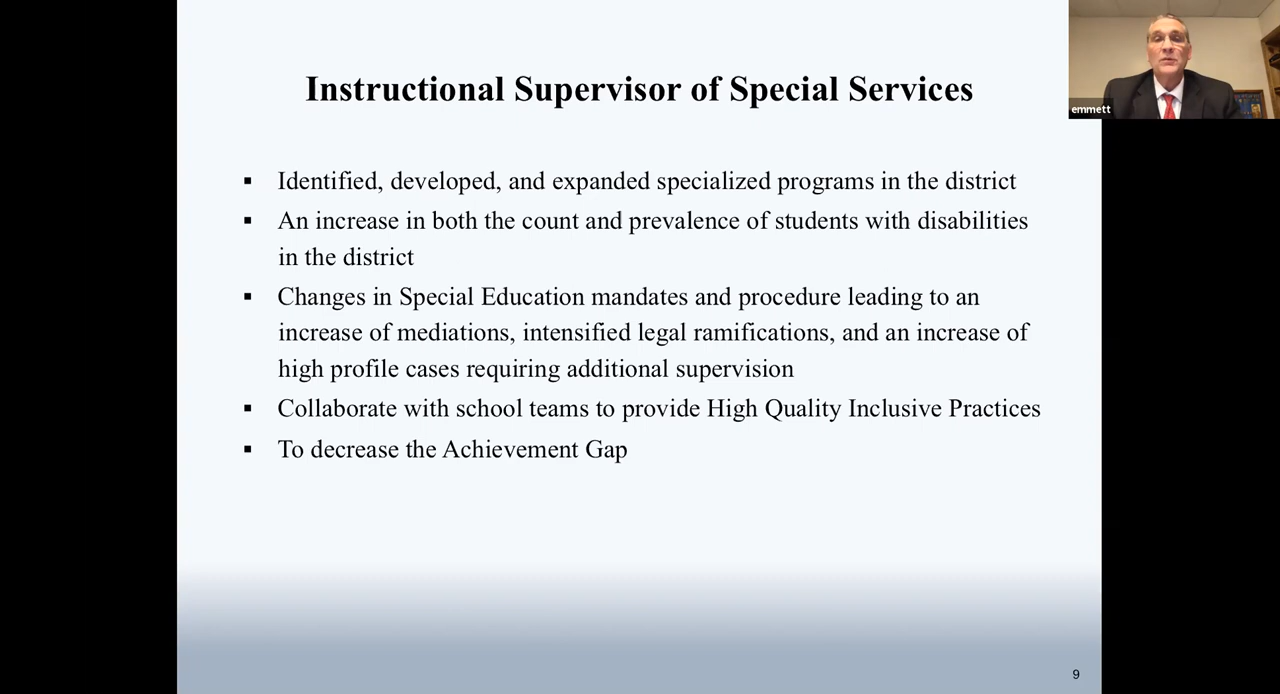 Instructional Supervisor of Special Services
emmett
▪ Identified, developed, and expanded specialized programs in the district
▪ An increase in both the count and prevalence of students with disabilities
in the district
▪ Changes in Special Education mandates and procedure leading to an
increase of mediations, intensified legal ramifications, and an increase of
high profile cases requiring additional supervision
▪ Collaborate with school teams to provide High Quality Inclusive Practices
▪ To decrease the Achievement Gap
9